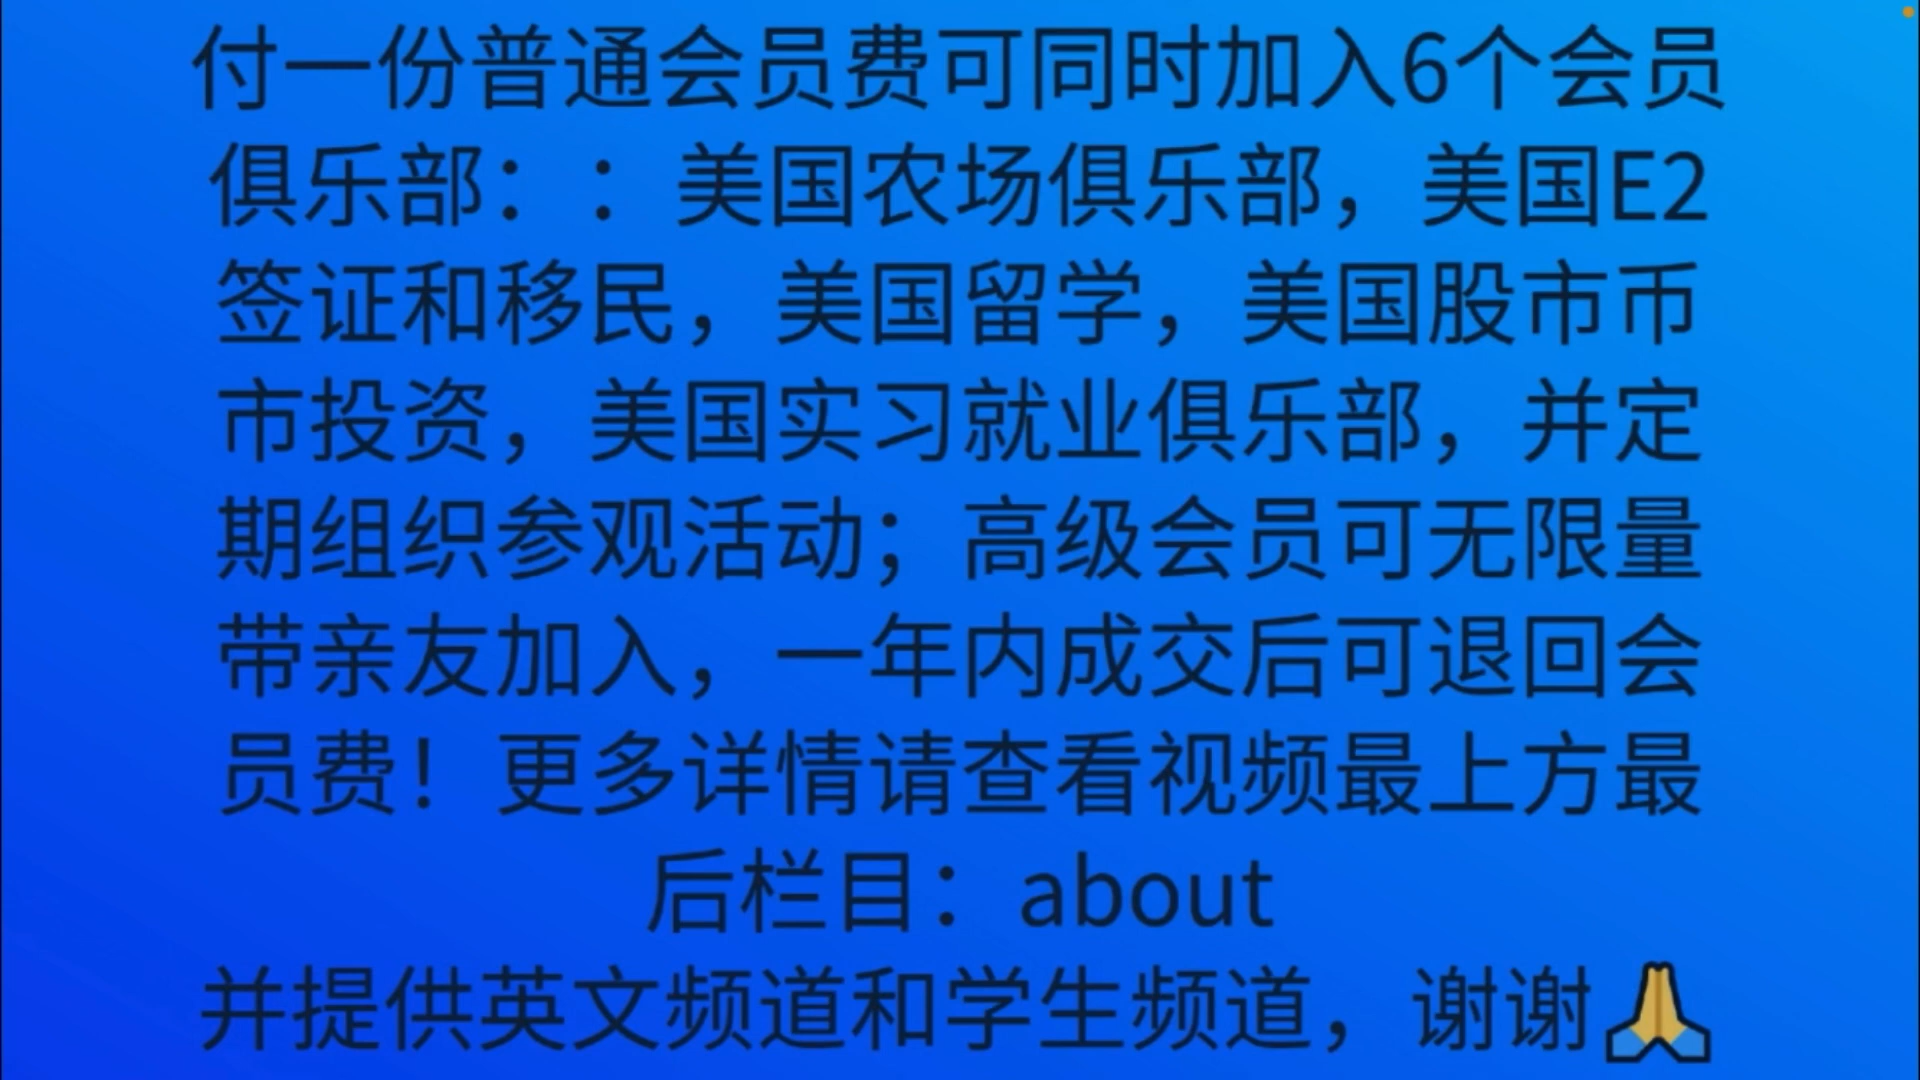 付一份普通会员费可同时加入6个会员
俱乐部：：美国农场俱乐部，美国E2
签证和移民，美国留学，美国股市币
市投资，美国实习就业俱乐部，并定
期组织参观活动；高级会员可无限量
带亲友加入，一年内成交后可退回会
员费！更多详情请查看视频最上方最
后栏目：about
并提供英文频道和学生频道，谢谢🙏